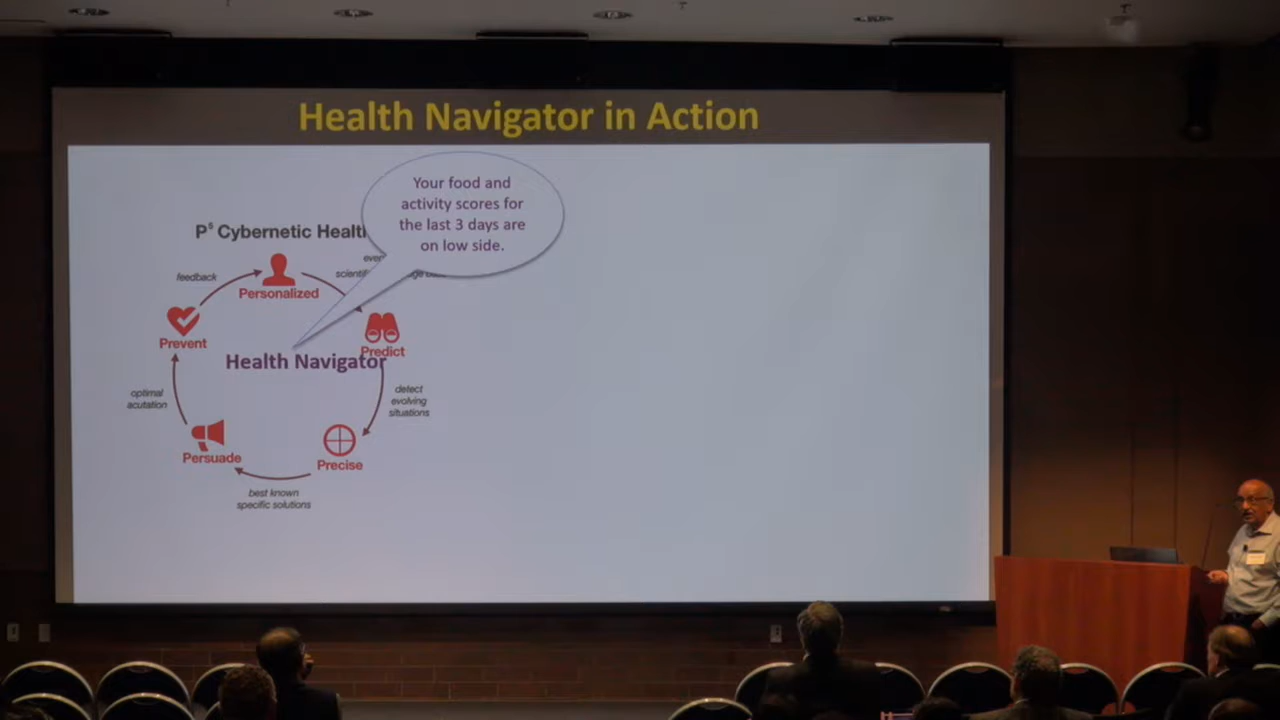 Health Navigator in Action
Your food and
activity scores for
the last 3 days are
on low side.
P⁵ Cybernetic Health
feedback
Personalized
Prevent
Predict
Health Navigator
optimal
acutation
detect
evolving
situations
Persuade
Precise
best known
specific solutions